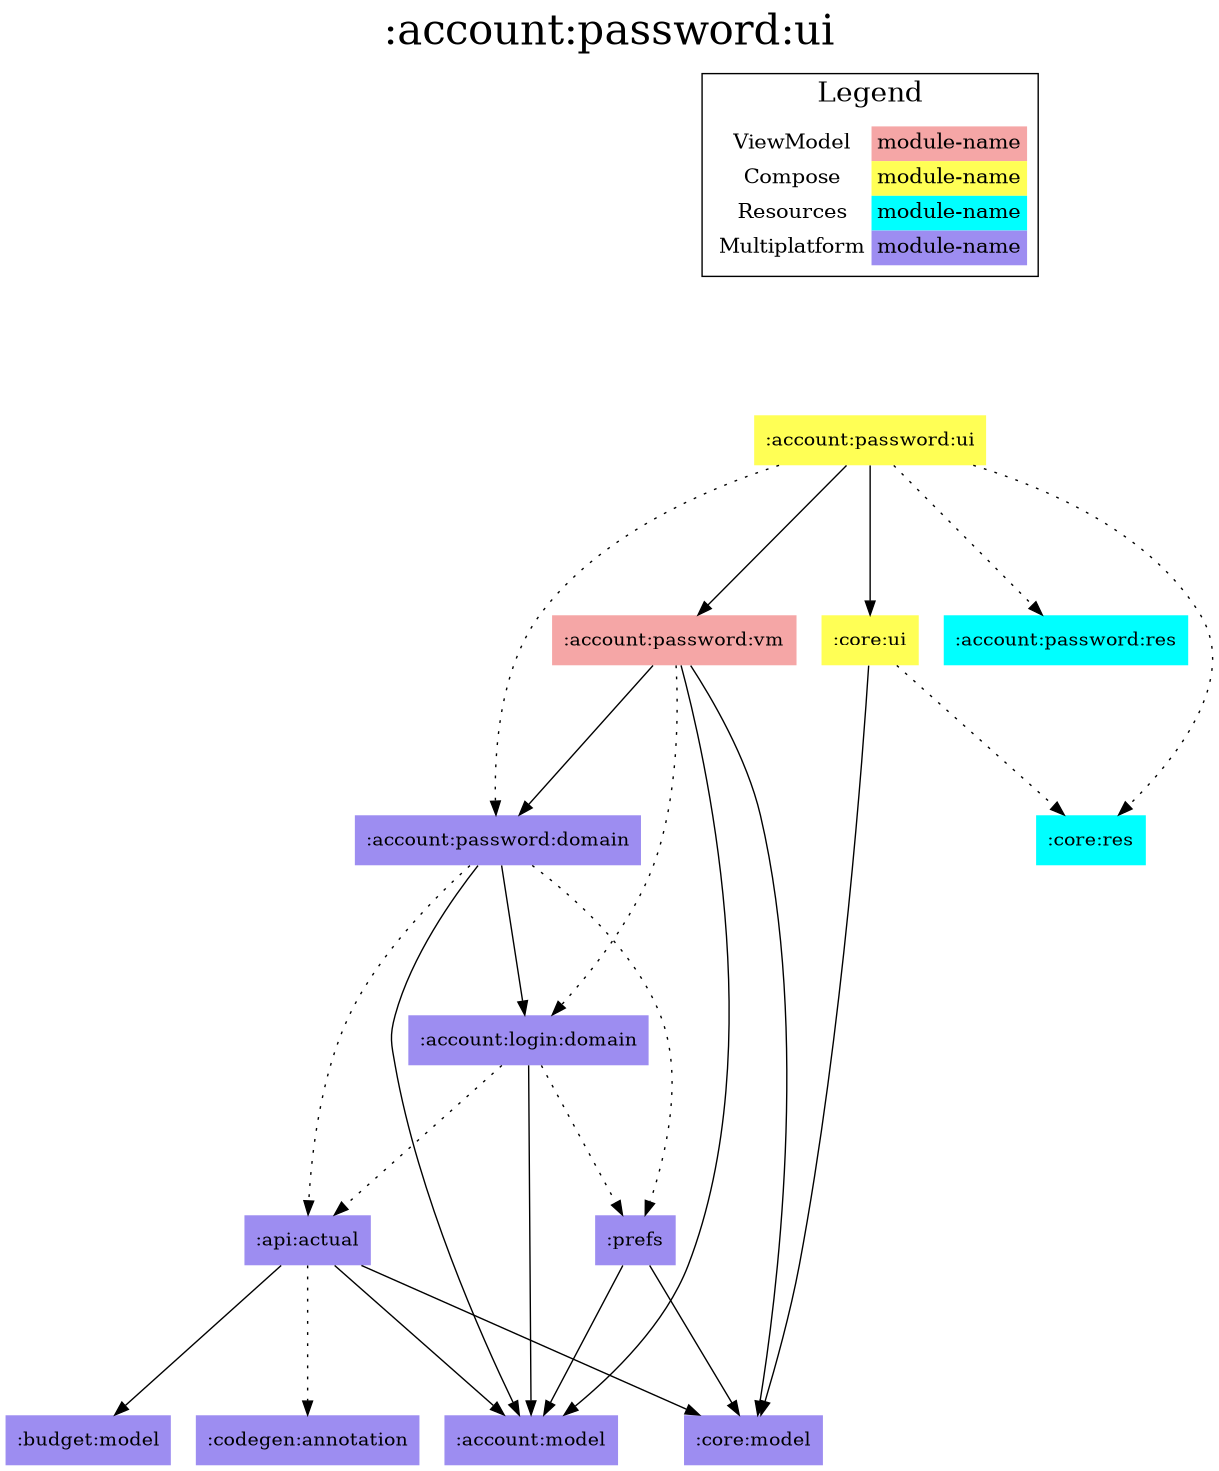 :account:password:ui
Legend
ViewModel module-name
Compose module-name
Resources module-name
Multiplatform module-name
:account:password:ui
:account:password:vm
:core:ui
:account:password:res
:account:password:domain
:core:res
:account:login:domain
:api:actual
:prefs
:budget:model
:codegen:annotation
:account:model
:core:model